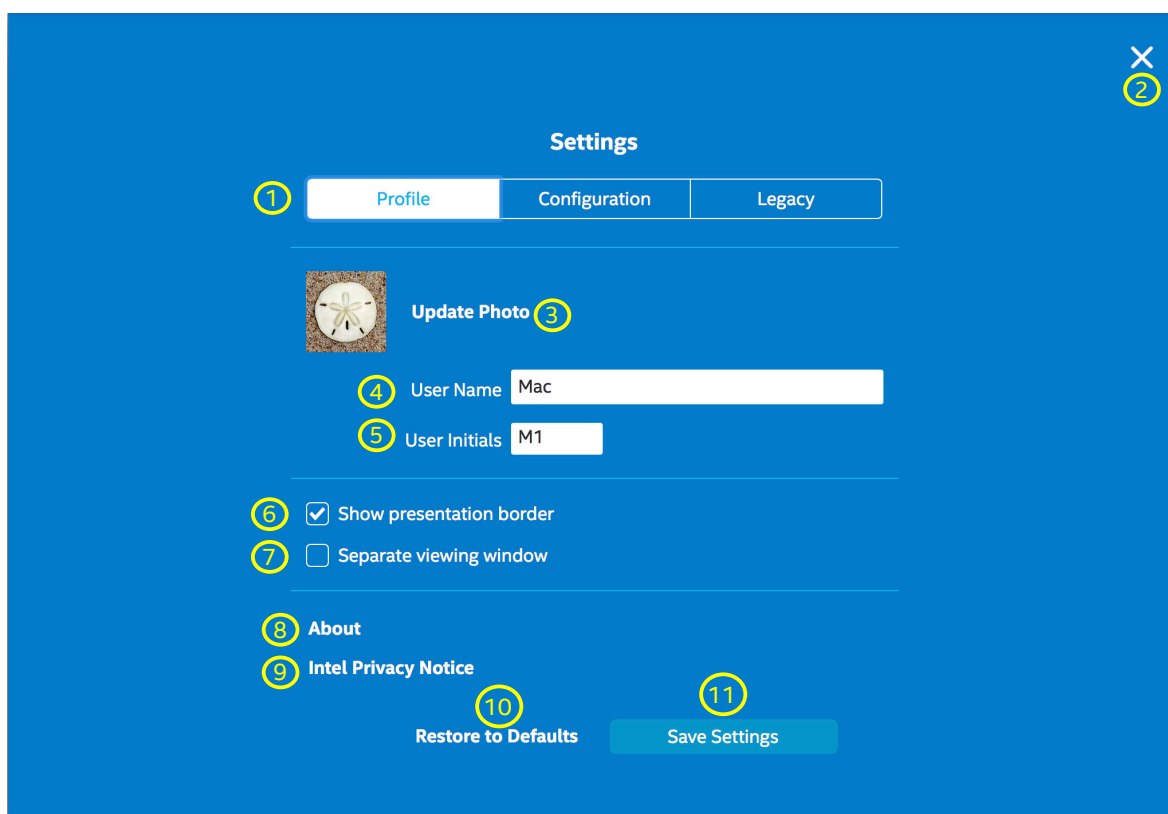 2
Settings
1 Profile Configuration Legacy
Update Photo 3
4 User Name Mac
5 User Initials M1
6 Show presentation border
7 Separate viewing window
8 About
9 Intel Privacy Notice
10 11
Restore to Defaults Save Settings